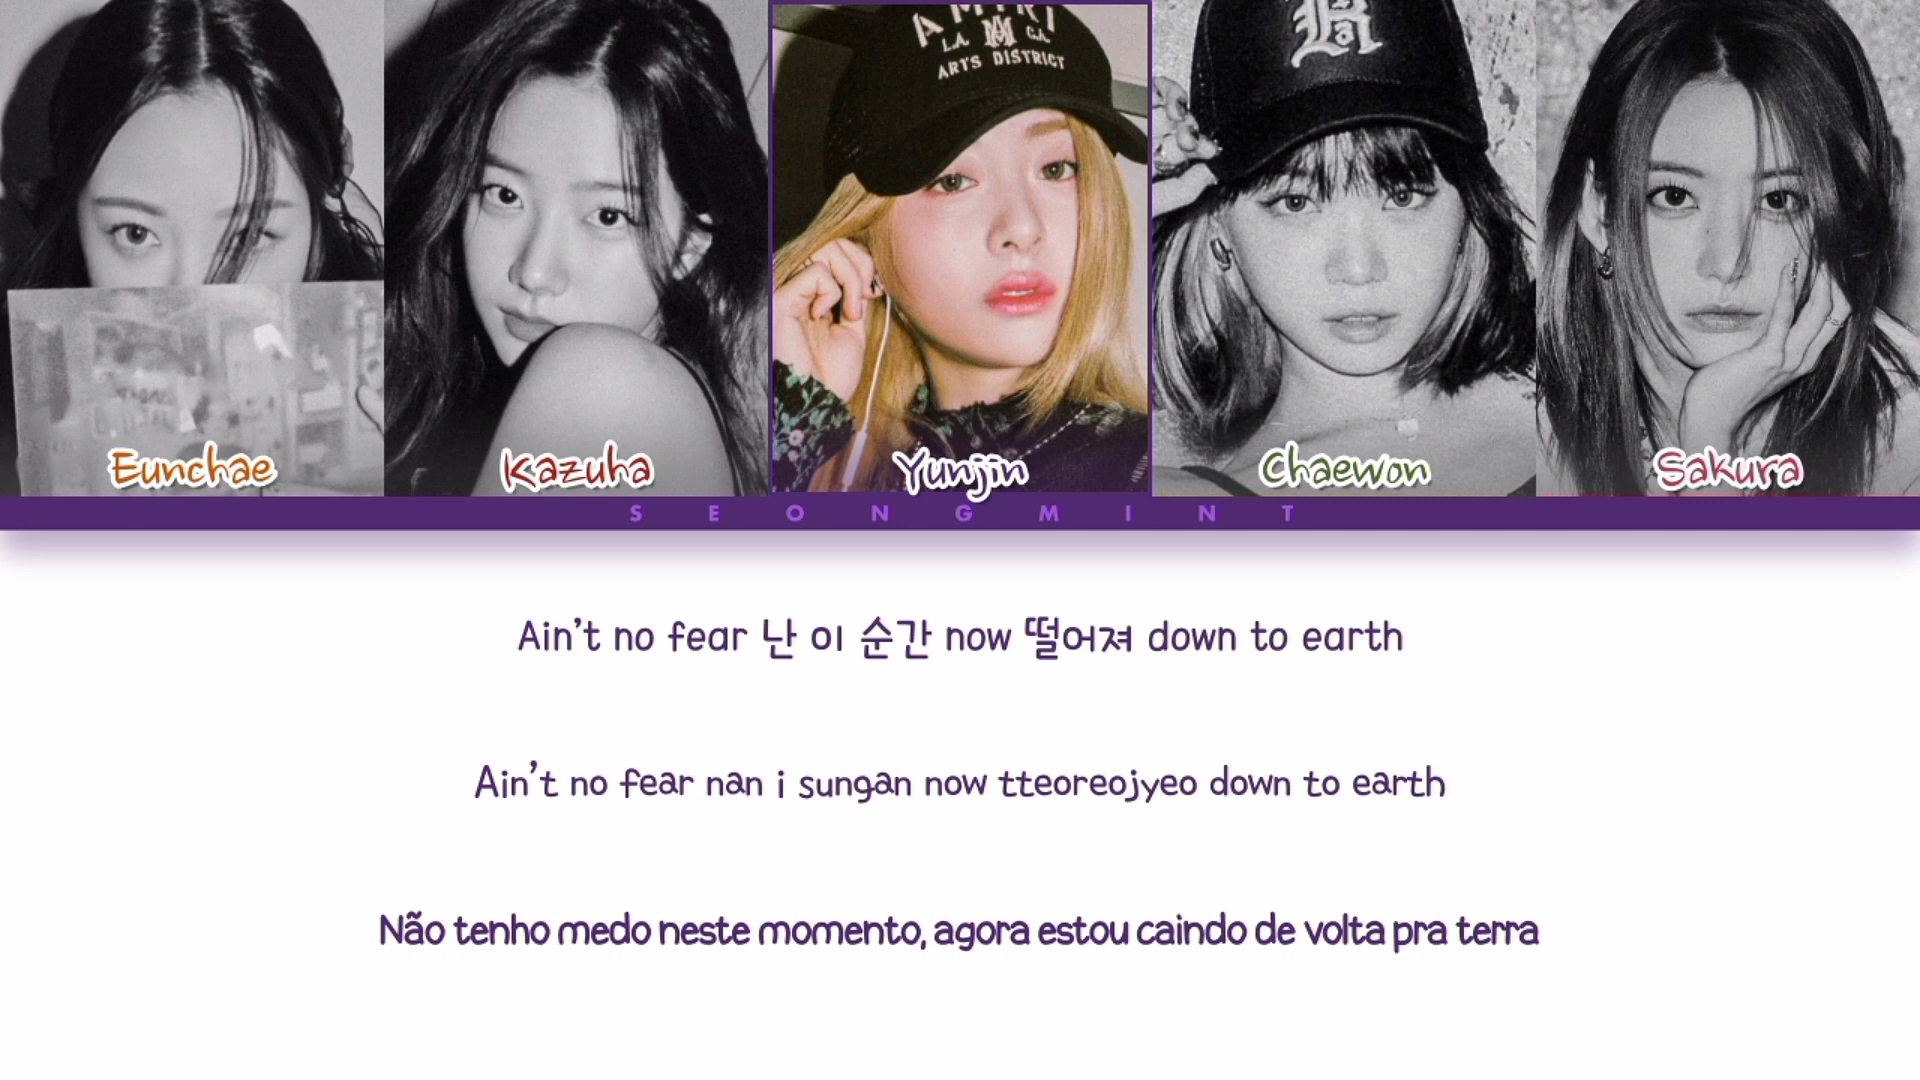 AMIRI
L.A. CA.
ARTS DISTRICT
Eunchae
Kazuha
Yunjin
Chaewon
Sakura
SEONGMINT
Ain't no fear 난 이 순간 now 떨어져 down to earth
Ain't no fear nan i sungan now tteoreojyeo down to earth
Não tenho medo neste momento, agora estou caindo de volta pra terra